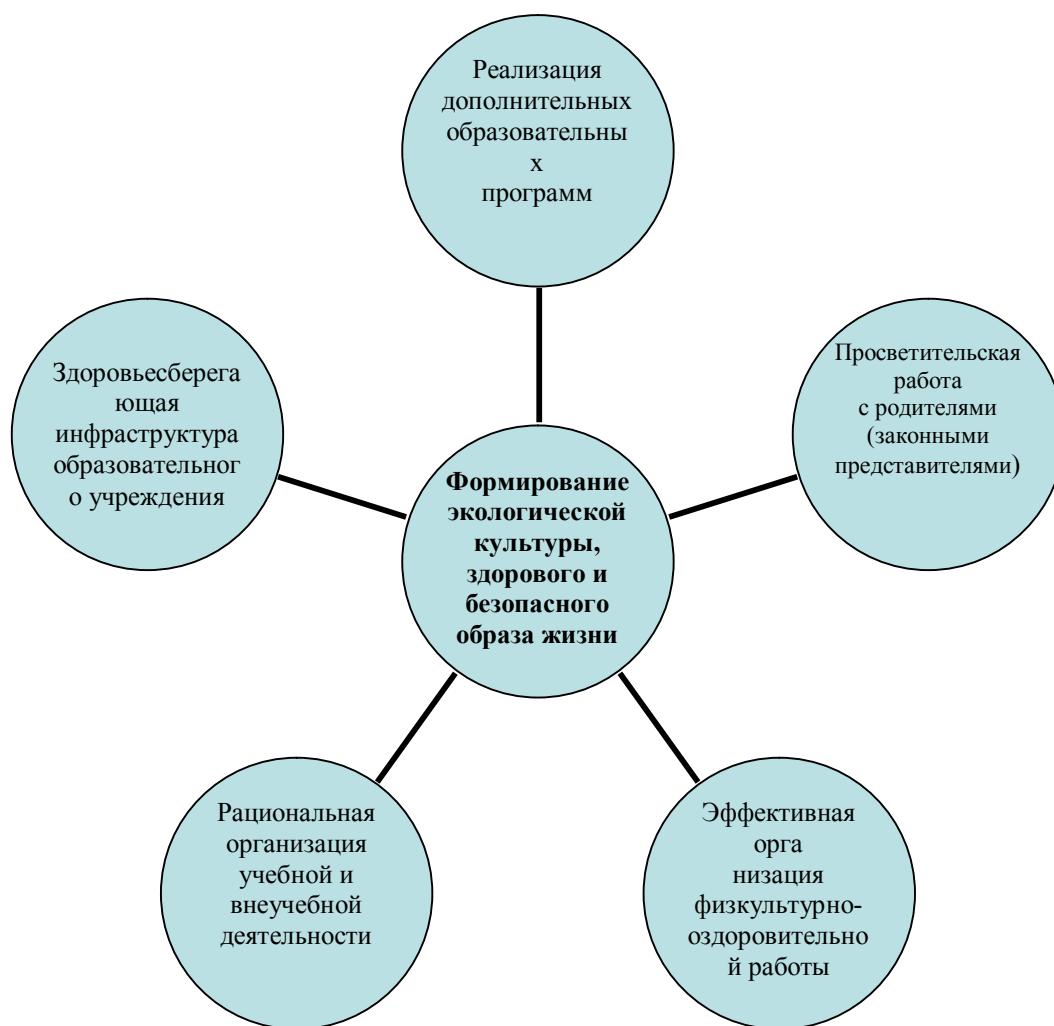 Реализация
дополнительных
образовательны
х
программ
Здоровьесберега
ющая
инфраструктура
образовательног
о учреждения
Просветительская
работа
с родителями
(законными
представителями)
Формирование
экологической
культуры,
здорового и
безопасного
образа жизни
Рациональная
организация
учебной и
внеучебной
деятельности
Эффективная
орга
низация
физкультурно-
оздоровительно
й работы